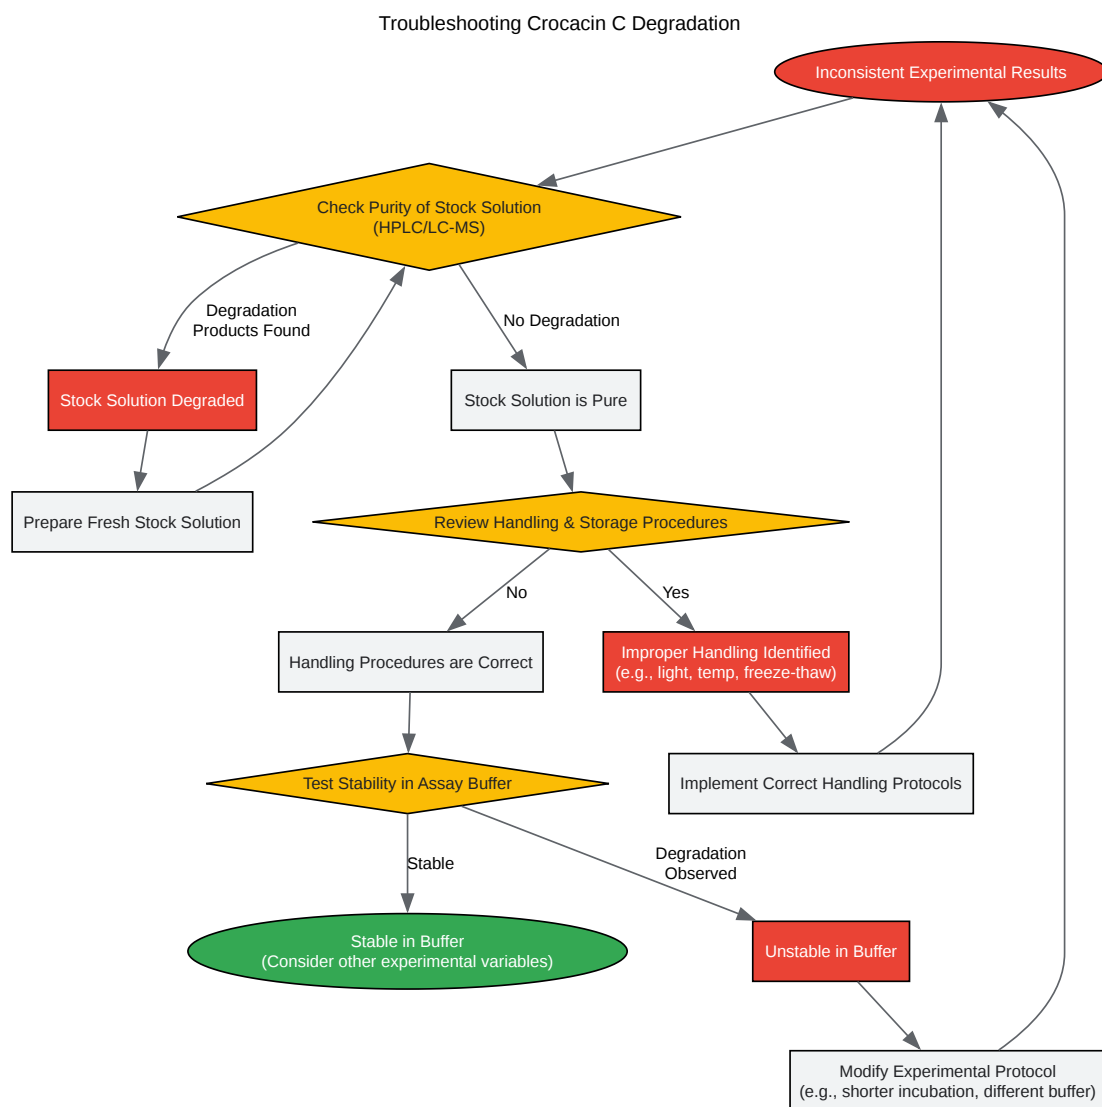 Troubleshooting Crocacin C Degradation
Inconsistent Experimental Results
Check Purity of Stock Solution
(HPLC/LC-MS)
Degradation
Products Found
No Degradation
Stock Solution Degraded
Stock Solution is Pure
Prepare Fresh Stock Solution
Review Handling & Storage Procedures
No
Yes
Handling Procedures are Correct
Improper Handling Identified
(e.g., light, temp, freeze-thaw)
Test Stability in Assay Buffer
Implement Correct Handling Protocols
Stable
Degradation
Observed
Stable in Buffer
(Consider other experimental variables)
Unstable in Buffer
Modify Experimental Protocol
(e.g., shorter incubation, different buffer)